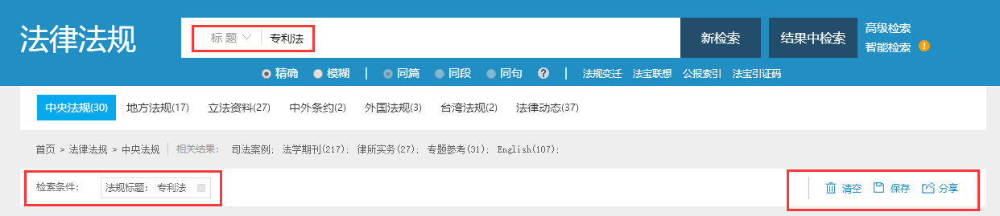 法律法规
标 题 专利法 新检索 结果中检索 高级检索
智能检索
精确 模糊 同篇 同段 同句 ? 法规变迁 法宝联想 公报索引 法宝引证码
中央法规(30) 地方法规(17) 立法资料(27) 中外条约(2) 外国法规(3) 台湾法规(2) 法律动态(37)
首页 > 法律法规 > 中央法规 相关结果： 司法案例; 法学期刊(217); 律所实务(27); 专题参考(31); English(107);
检索条件： 法规标题： 专利法 清空 保存 分享